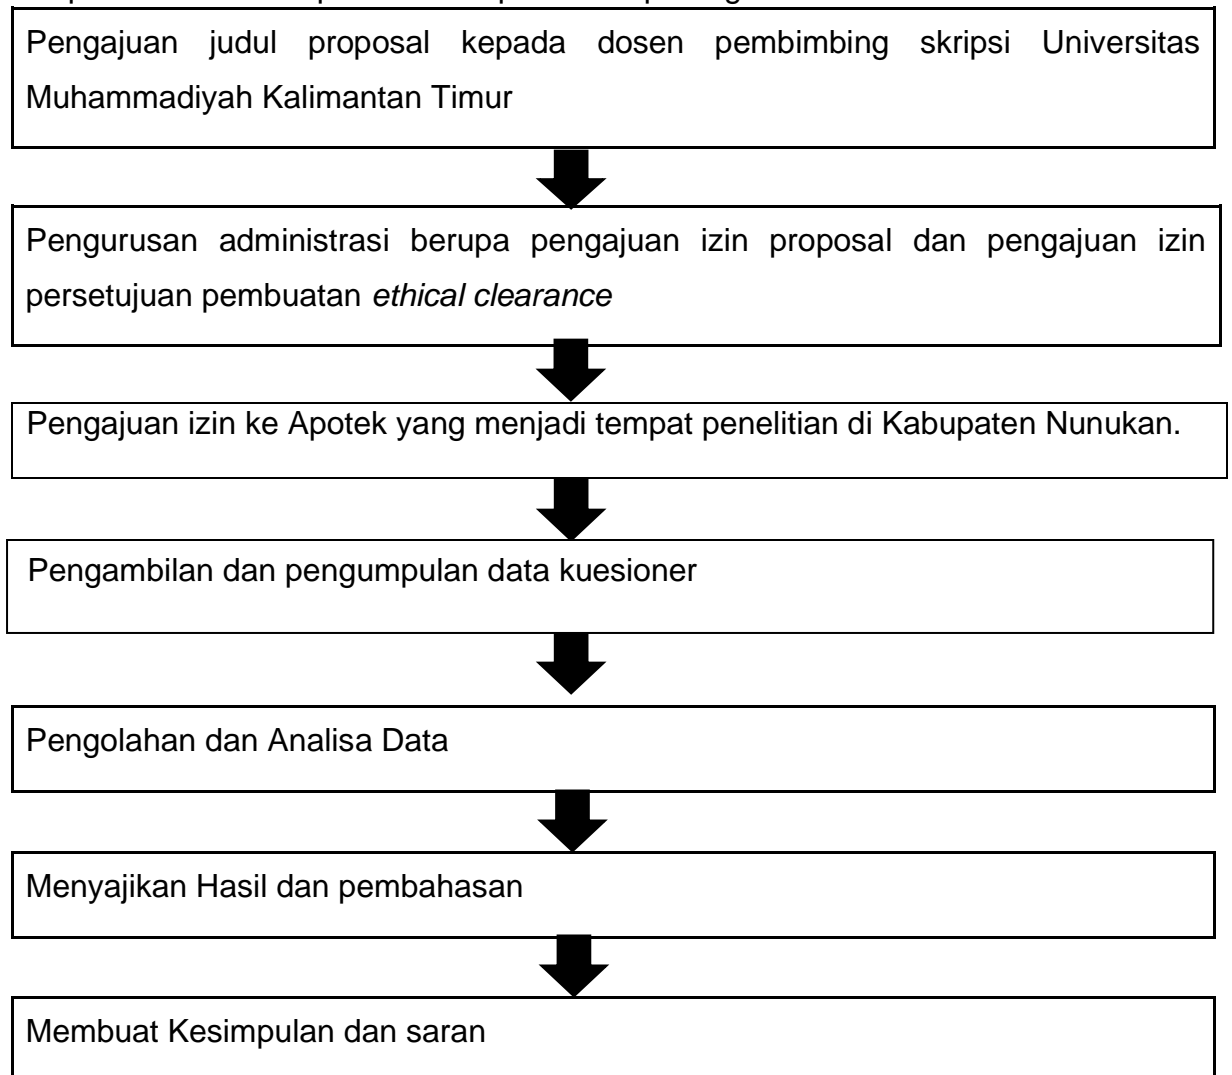 Pengajuan judul proposal kepada dosen pembimbing skripsi Universitas
Muhammadiyah Kalimantan Timur
Pengurusan administrasi berupa pengajuan izin proposal dan pengajuan izin
persetujuan pembuatan ethical clearance
Pengajuan izin ke Apotek yang menjadi tempat penelitian di Kabupaten Nunukan.
Pengambilan dan pengumpulan data kuesioner
Pengolahan dan Analisa Data
Menyajikan Hasil dan pembahasan
Membuat Kesimpulan dan saran